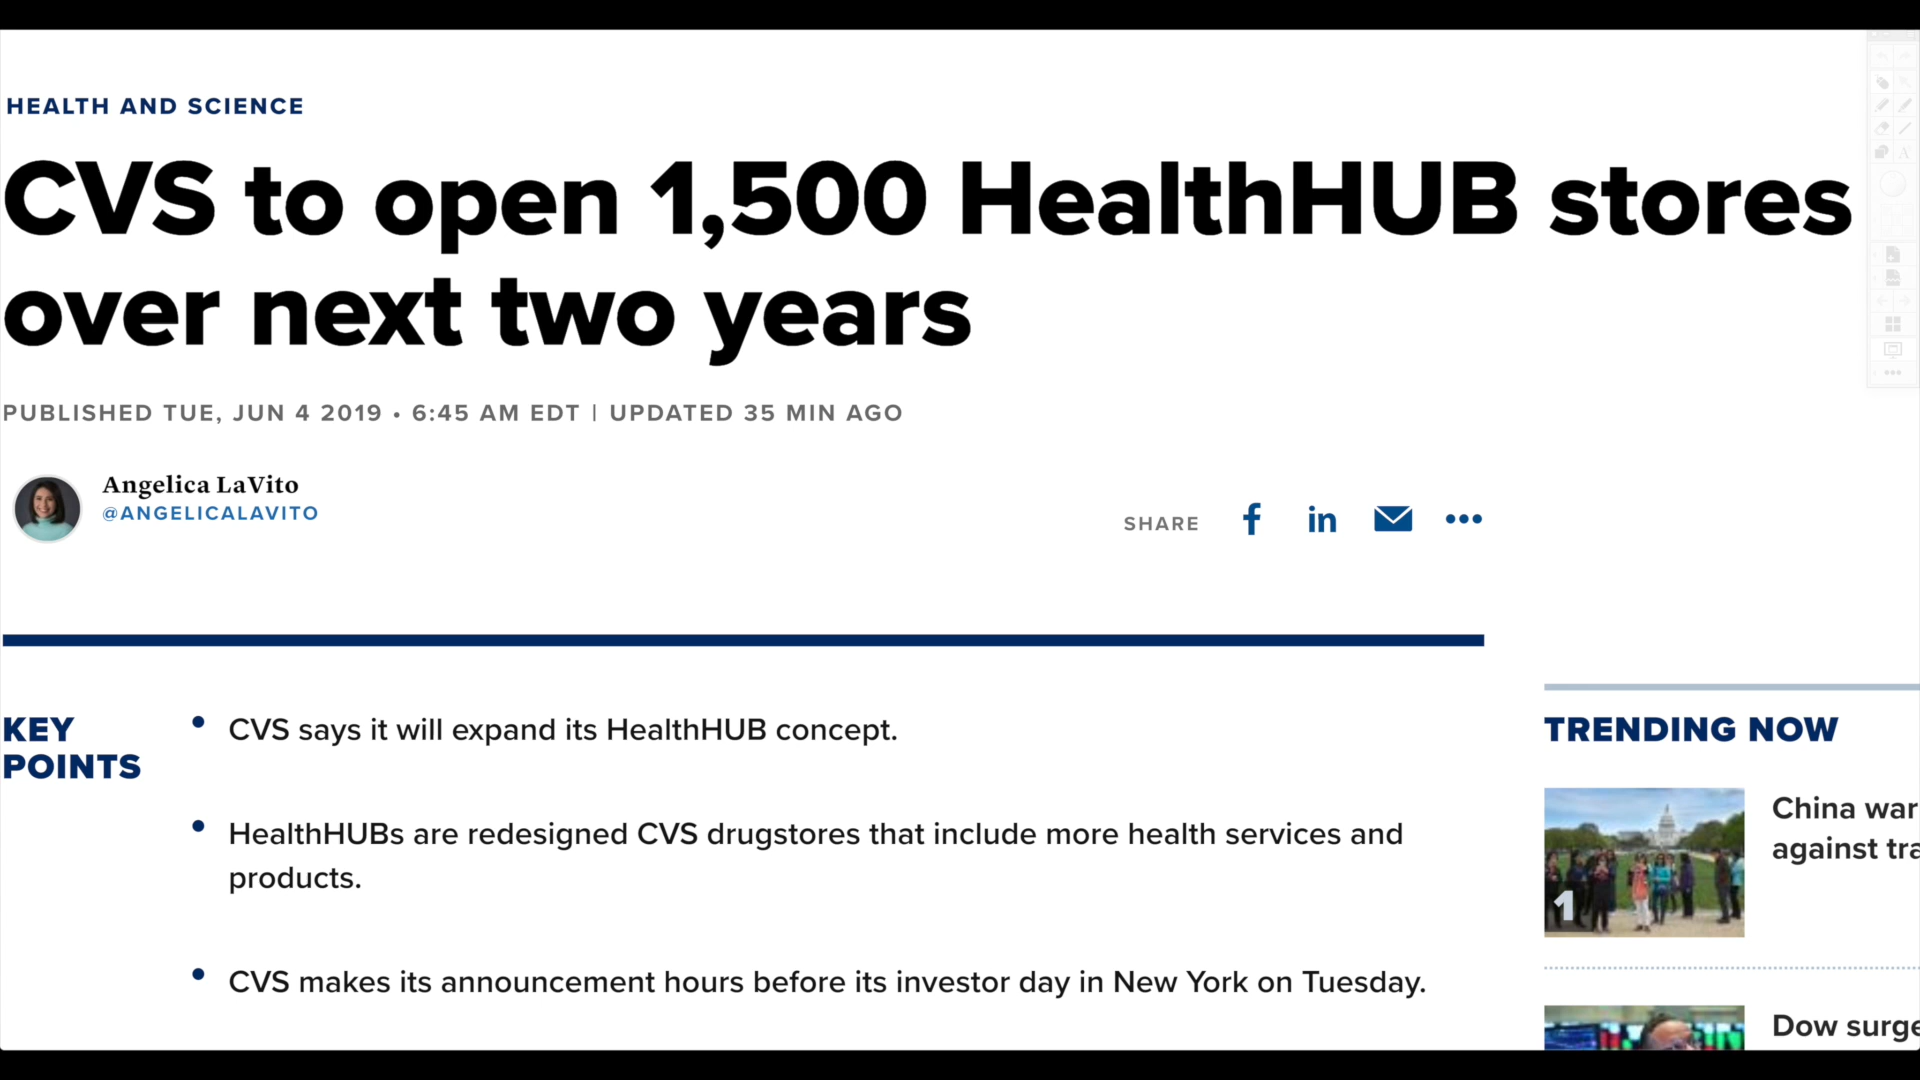 HEALTH AND SCIENCE
CVS to open 1,500 HealthHUB stores
over next two years
PUBLISHED TUE, JUN 4 2019 • 6:45 AM EDT | UPDATED 35 MIN AGO
Angelica LaVito
@ANGELICALAVITO
SHARE
KEY
POINTS
• CVS says it will expand its HealthHUB concept.
• HealthHUBs are redesigned CVS drugstores that include more health services and
products.
• CVS makes its announcement hours before its investor day in New York on Tuesday.
TRENDING NOW
1
China war
against tra
Dow surge